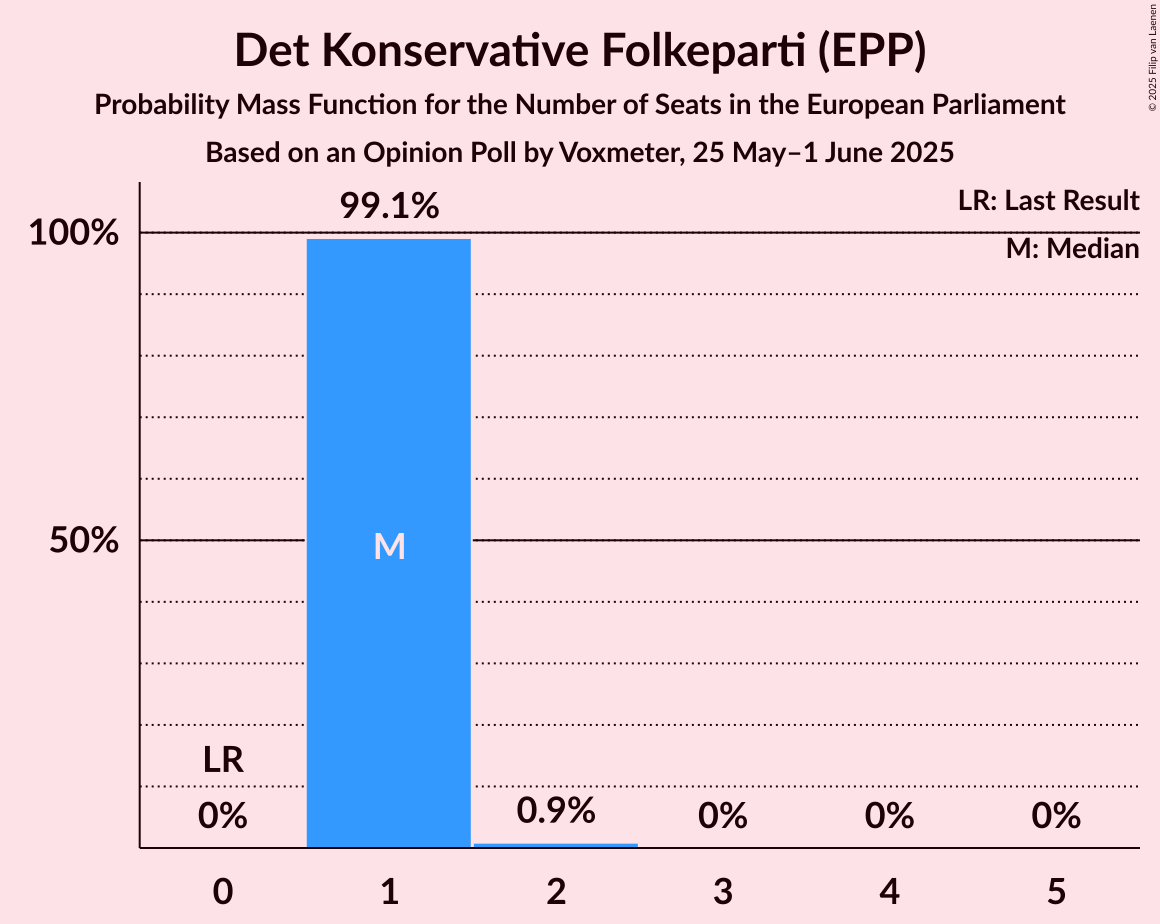 Det Konservative Folkeparti (EPP)
Probability Mass Function for the Number of Seats in the European Parliament
Based on an Opinion Poll by Voxmeter, 25 May–1 June 2025
© 2025 Filip van Laenen
LR: Last Result
M: Median
99.1%
100%
50%
M
LR
0%
0.9%
0%
0%
0%
0
1
2
3
4
5